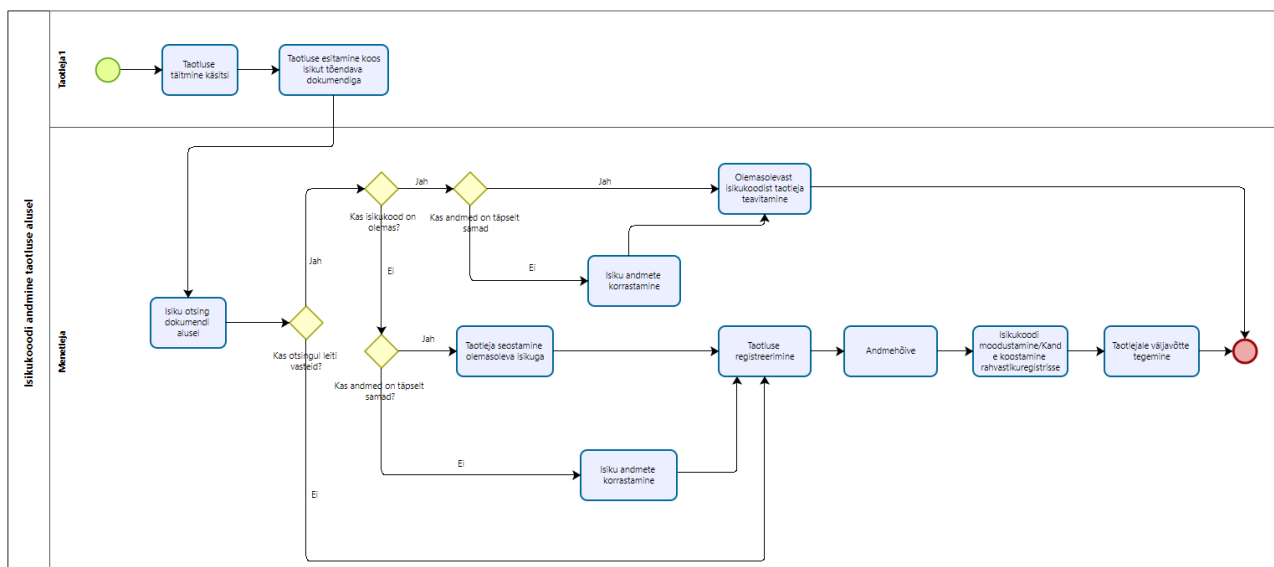 Isikukooodi andmine taotluse alusel
Taotleja1
Taotluse
täitmine käsitsi
Taotluse esitamine koos
isikut tõendava
dokumendiga
Menetleja
Isiku otsing
dokumendi
alusel
Kas otsingul leiti
vasteid?
Jah
Ei
Kas isikukood on
olemas?
Jah
Ei
Kas andmed on täpselt
samad
Jah
Ei
Olemasolevast
isikukoodist taotleja
teavitamine
Isiku andmete
korrastamine
Kas andmed on täpselt
samad?
Jah
Ei
Taotleja seostamine
olemasoleva isikuga
Isiku andmete
korrastamine
Taotluse
registreerimine
Andmehõive
Isikukoodi
moodustamine/Kand
e koostamine
rahvastikuregistrisse
Taotlejale väljavõtte
tegemine